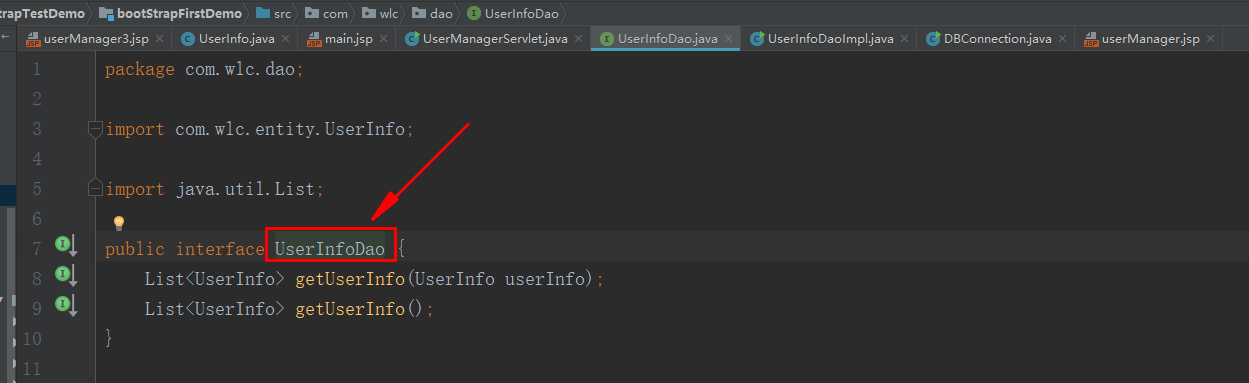 rapTestDemo bootStrapFirstDemo src com wlc dao UserInfoDao
userManager3.jsp UserInfo.java main.jsp UserManagerServlet.java UserInfoDao.java UserInfoDaoImpl.java DBConnection.java userManager.jsp
1 package com.wlc.dao;
2
3 import com.wlc.entity.UserInfo;
4
5 import java.util.List;
6
7 public interface UserInfoDao {
8 List<UserInfo> getUserInfo(UserInfo userInfo);
9 List<UserInfo> getUserInfo();
10 }
11